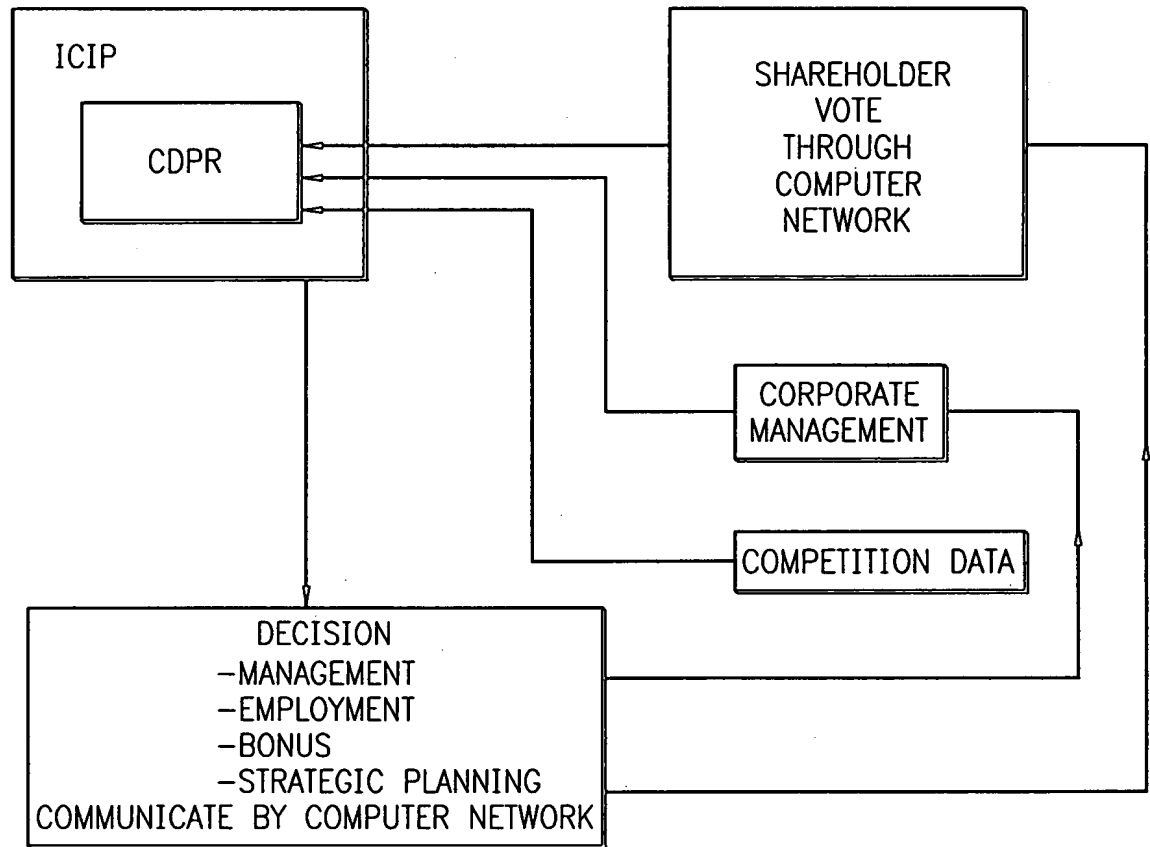 ICIP
CDPR
SHAREHOLDER
VOTE
THROUGH
COMPUTER
NETWORK
CORPORATE
MANAGEMENT
COMPETITION DATA
DECISION
-MANAGEMENT
-EMPLOYMENT
-BONUS
-STRATEGIC PLANNING
COMMUNICATE BY COMPUTER NETWORK